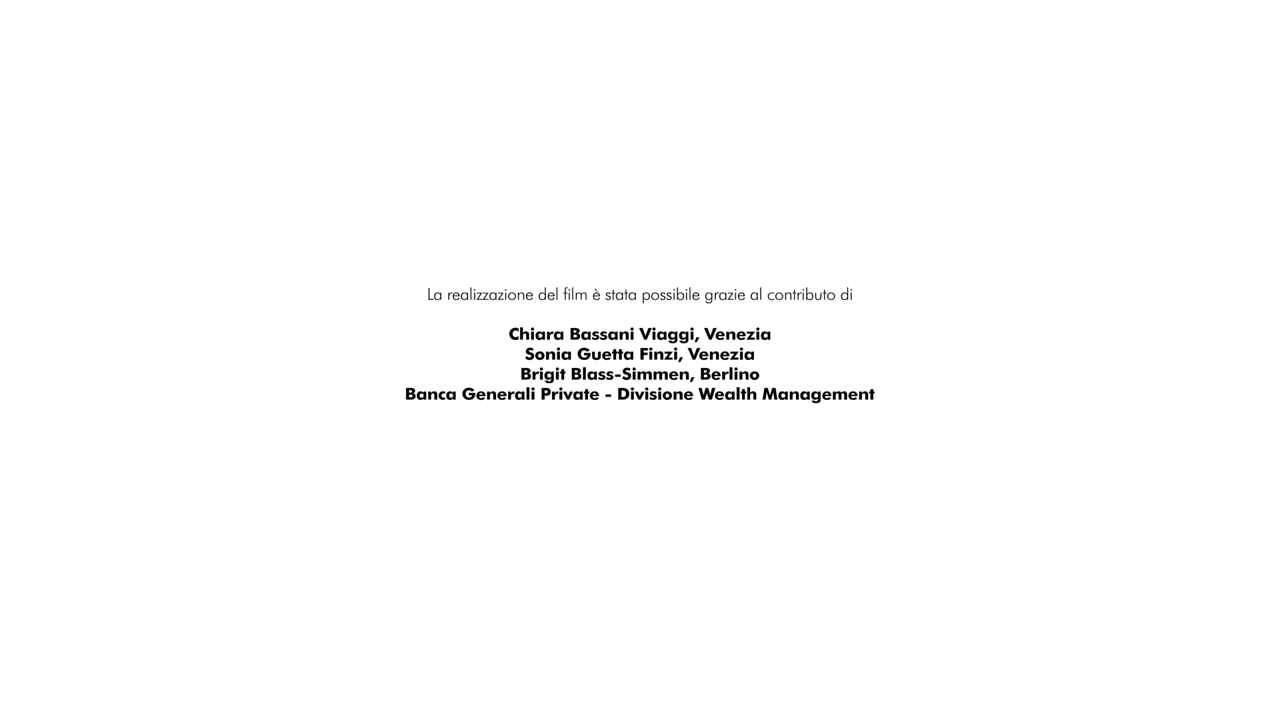 La realizzazione del film è stata possibile grazie al contributo di
Chiara Bassani Viaggi, Venezia
Sonia Guetta Finzi, Venezia
Brigit Blass-Simmen, Berlino
Banca Generali Private - Divisione Wealth Management